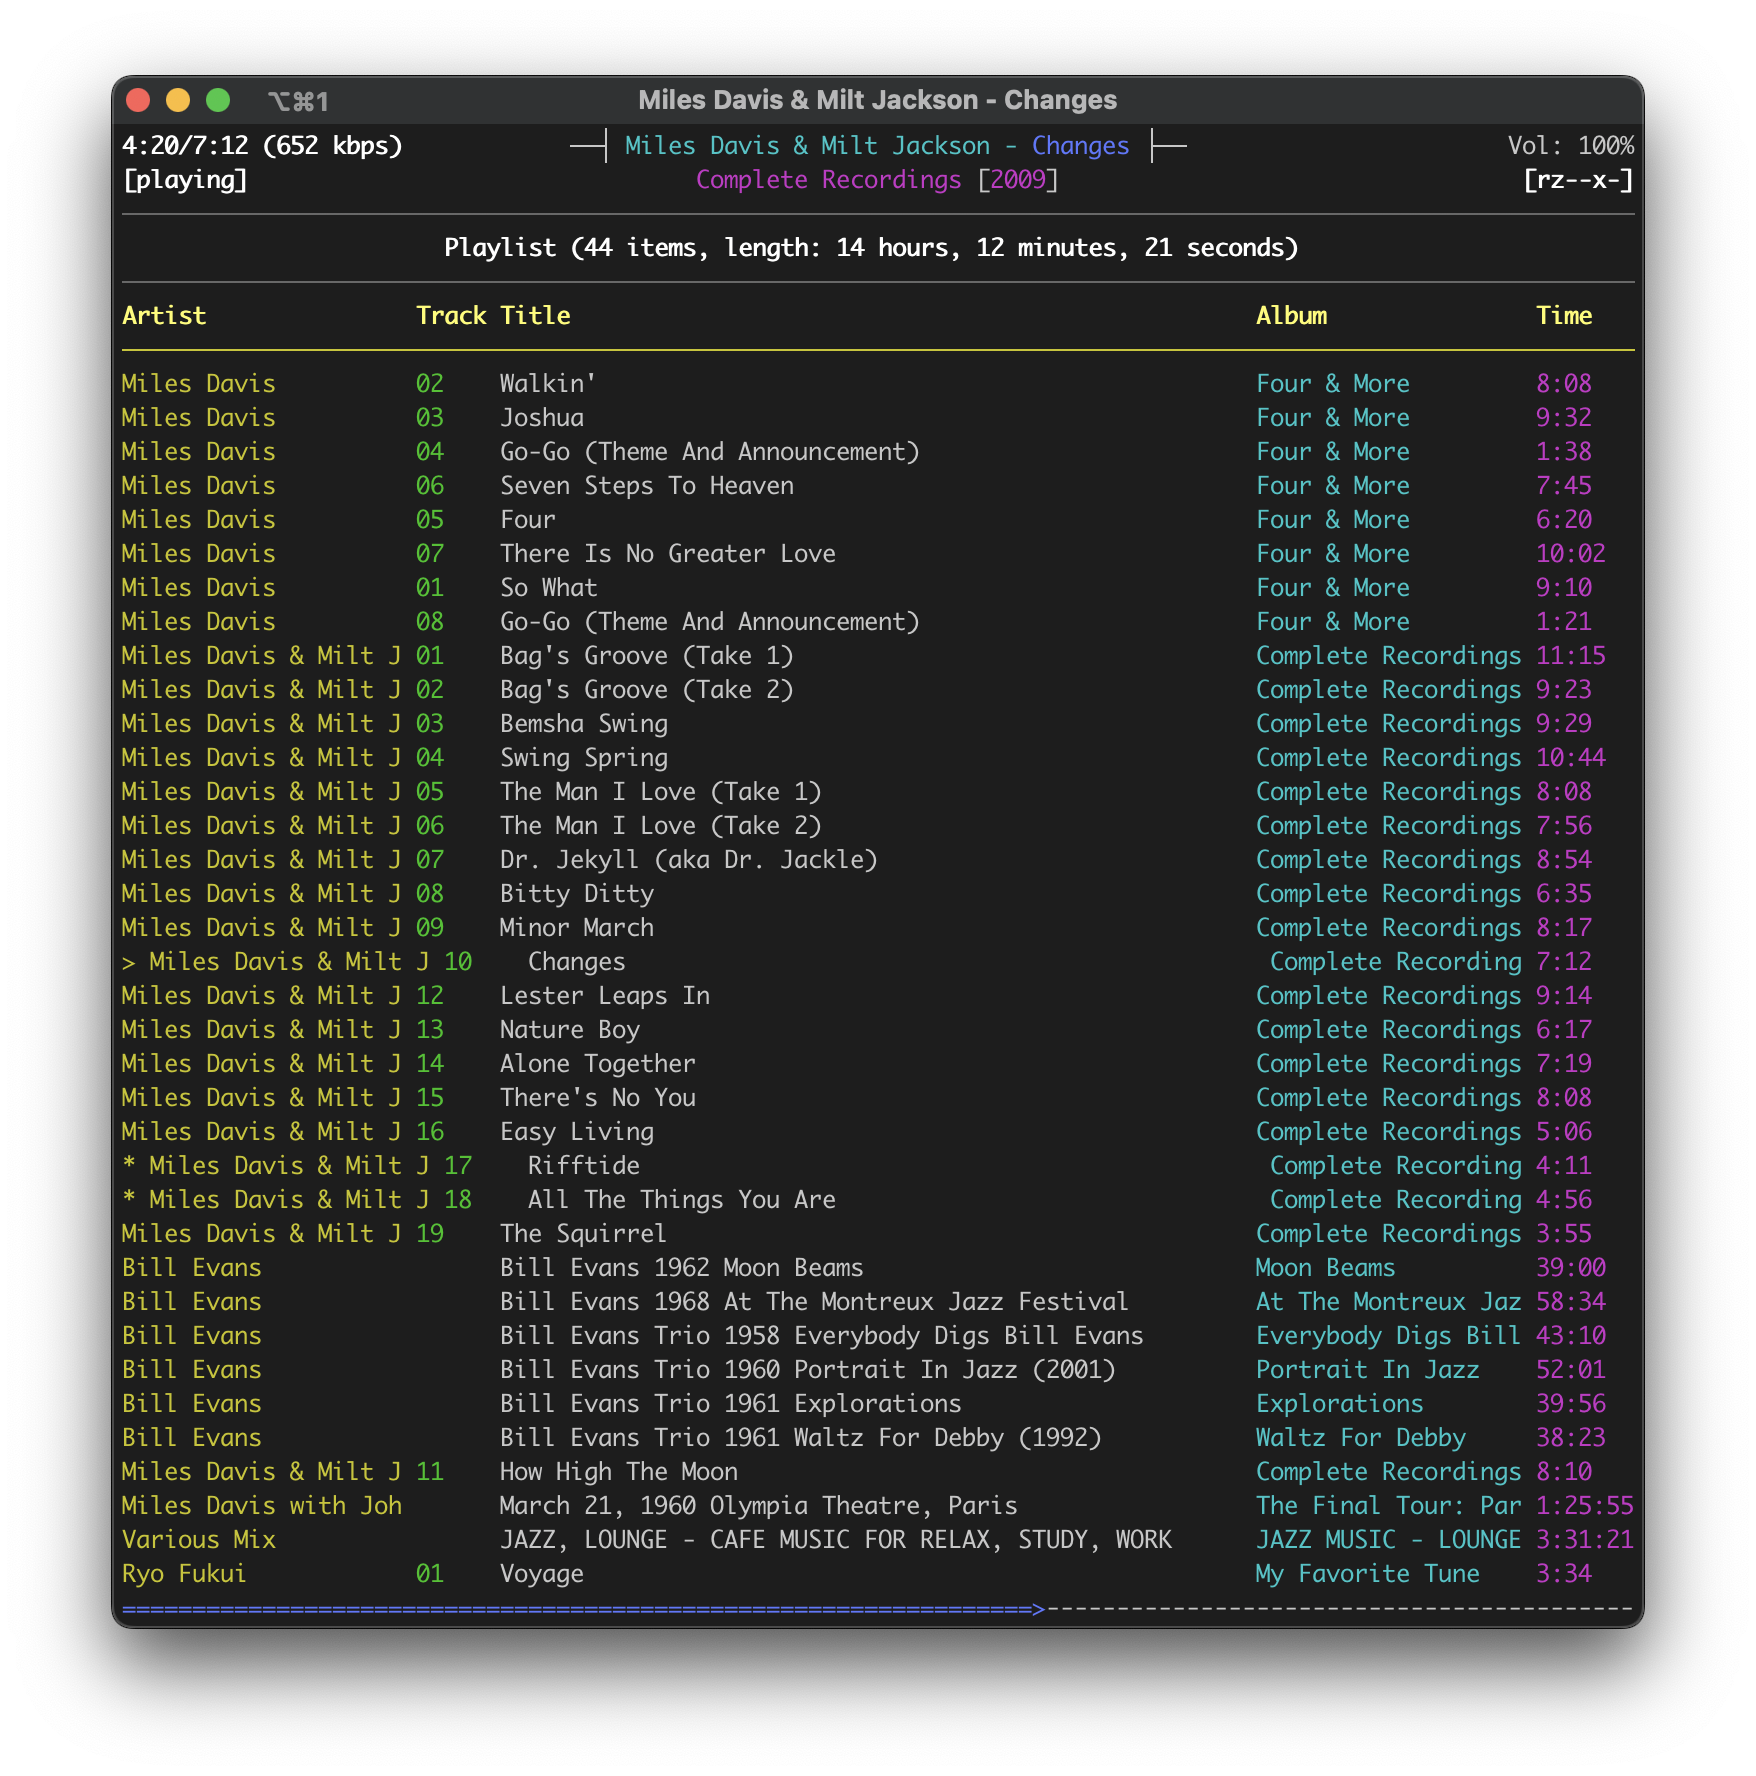 ⌥⌘1 Miles Davis & Milt Jackson - Changes
4:20/7:12 (652 kbps) ──┤ Miles Davis & Milt Jackson - Changes ├── Vol: 100%
[playing] Complete Recordings [2009] [rz--x-]
Playlist (44 items, length: 14 hours, 12 minutes, 21 seconds)
Artist Track Title Album Time
Miles Davis 02 Walkin' Four & More 8:08
Miles Davis 03 Joshua Four & More 9:32
Miles Davis 04 Go-Go (Theme And Announcement) Four & More 1:38
Miles Davis 06 Seven Steps To Heaven Four & More 7:45
Miles Davis 05 Four Four & More 6:20
Miles Davis 07 There Is No Greater Love Four & More 10:02
Miles Davis 01 So What Four & More 9:10
Miles Davis 08 Go-Go (Theme And Announcement) Four & More 1:21
Miles Davis & Milt J 01 Bag's Groove (Take 1) Complete Recordings 11:15
Miles Davis & Milt J 02 Bag's Groove (Take 2) Complete Recordings 9:23
Miles Davis & Milt J 03 Bemsha Swing Complete Recordings 9:29
Miles Davis & Milt J 04 Swing Spring Complete Recordings 10:44
Miles Davis & Milt J 05 The Man I Love (Take 1) Complete Recordings 8:08
Miles Davis & Milt J 06 The Man I Love (Take 2) Complete Recordings 7:56
Miles Davis & Milt J 07 Dr. Jekyll (aka Dr. Jackle) Complete Recordings 8:54
Miles Davis & Milt J 08 Bitty Ditty Complete Recordings 6:35
Miles Davis & Milt J 09 Minor March Complete Recordings 8:17
> Miles Davis & Milt J 10 Changes Complete Recording 7:12
Miles Davis & Milt J 12 Lester Leaps In Complete Recordings 9:14
Miles Davis & Milt J 13 Nature Boy Complete Recordings 6:17
Miles Davis & Milt J 14 Alone Together Complete Recordings 7:19
Miles Davis & Milt J 15 There's No You Complete Recordings 8:08
Miles Davis & Milt J 16 Easy Living Complete Recordings 5:06
* Miles Davis & Milt J 17 Rifftide Complete Recording 4:11
* Miles Davis & Milt J 18 All The Things You Are Complete Recording 4:56
Miles Davis & Milt J 19 The Squirrel Complete Recordings 3:55
Bill Evans Bill Evans 1962 Moon Beams Moon Beams 39:00
Bill Evans Bill Evans 1968 At The Montreux Jazz Festival At The Montreux Jaz 58:34
Bill Evans Bill Evans Trio 1958 Everybody Digs Bill Evans Everybody Digs Bill 43:10
Bill Evans Bill Evans Trio 1960 Portrait In Jazz (2001) Portrait In Jazz 52:01
Bill Evans Bill Evans Trio 1961 Explorations Explorations 39:56
Bill Evans Bill Evans Trio 1961 Waltz For Debby (1992) Waltz For Debby 38:23
Miles Davis & Milt J 11 How High The Moon Complete Recordings 8:10
Miles Davis with Joh March 21, 1960 Olympia Theatre, Paris The Final Tour: Par 1:25:55
Various Mix JAZZ, LOUNGE - CAFE MUSIC FOR RELAX, STUDY, WORK JAZZ MUSIC - LOUNGE 3:31:21
Ryo Fukui 01 Voyage My Favorite Tune 3:34